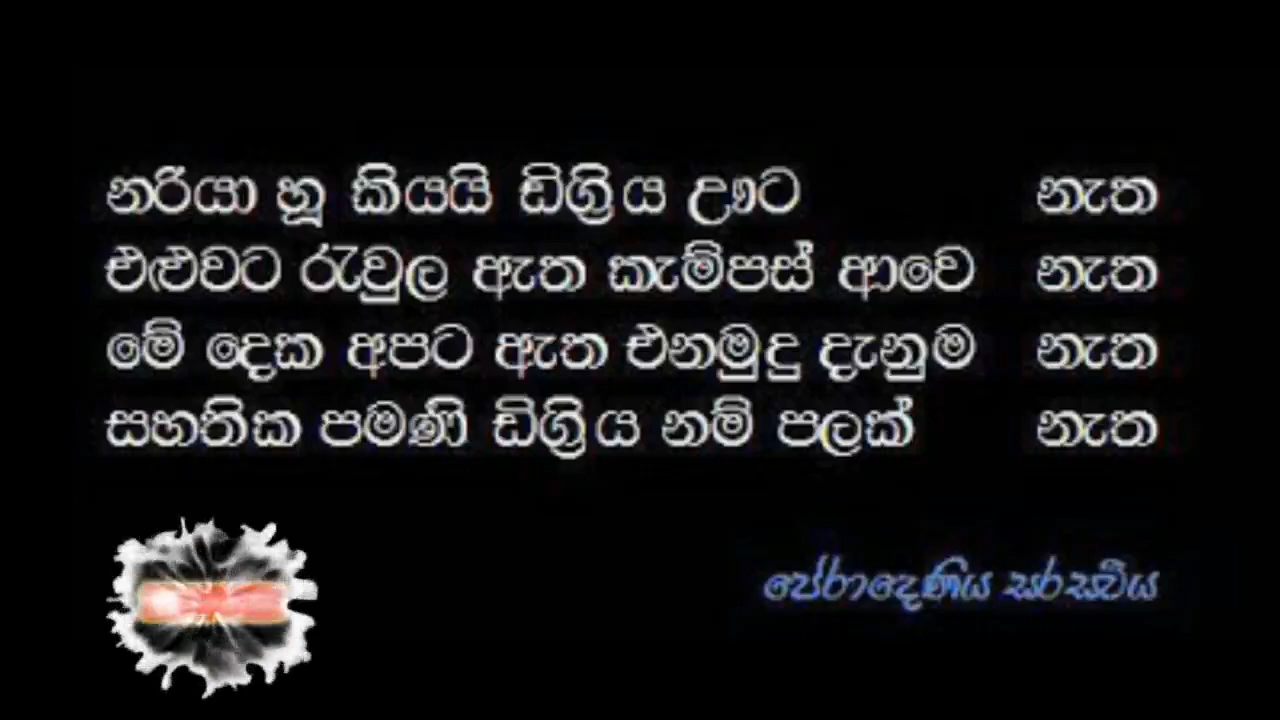 නරියා හූ කියයි ඩිග්‍රිය ඌට නැත
එළුවට රැවුල ඇත කැම්පස් ආවෙ නැත
මේ දෙක අපට ඇත එනමුදු දැනුම නැත
සහතික පමණි ඩිග්‍රිය නම් පලක් නැත
පේරාදෙණිය සරසවිය